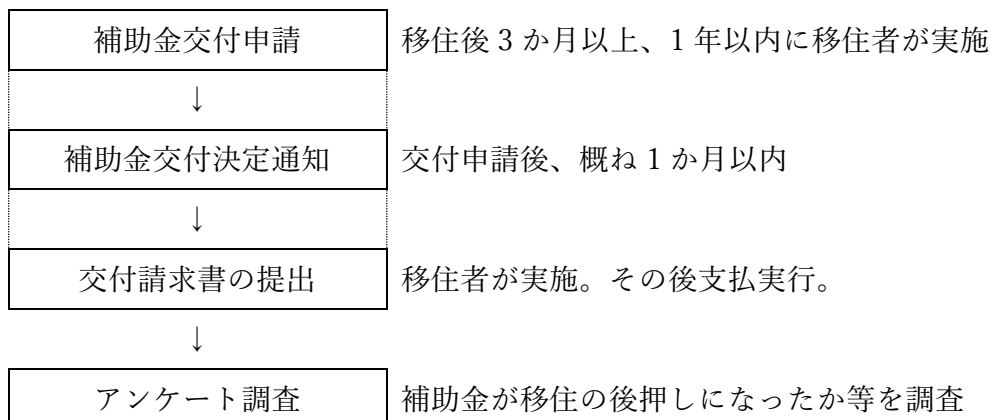 補助金交付申請 移住後 3 か月以上、1 年以内に移住者が実施
↓
補助金交付決定通知 交付申請後、概ね 1 か月以内
↓
交付請求書の提出 移住者が実施。その後支払実行。
↓
アンケート調査 補助金が移住の後押しになったか等を調査